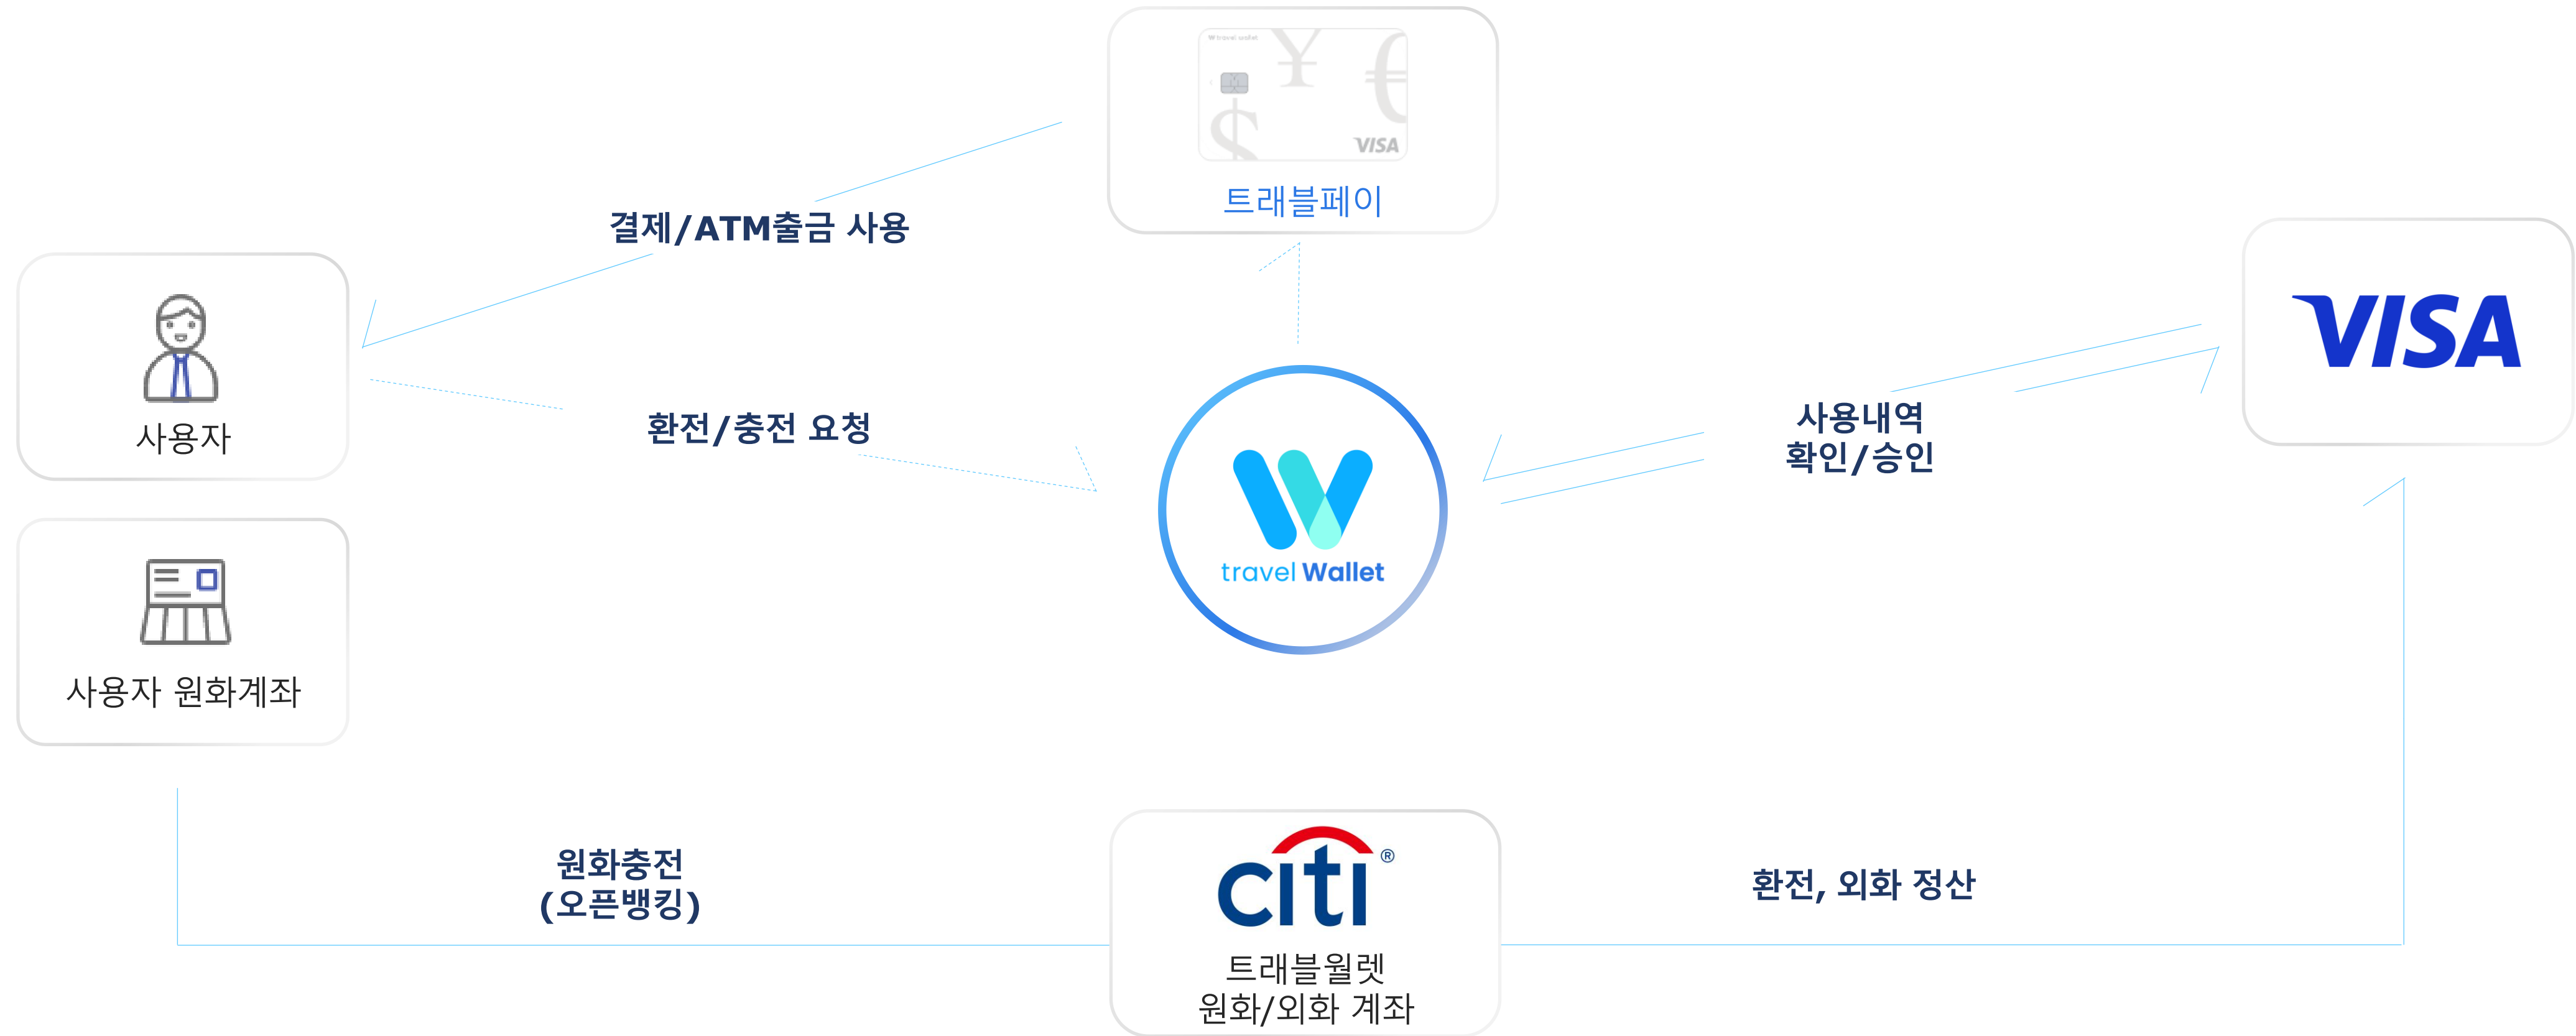 W travel wallet
VISA
트래블페이
결제/ATM출금 사용
사용자
환전/충전 요청
travel Wallet
사용내역
확인/승인
VISA
사용자 원화계좌
원화충전
(오픈뱅킹)
citi®
트래블월렛
원화/외화 계좌
환전, 외화 정산